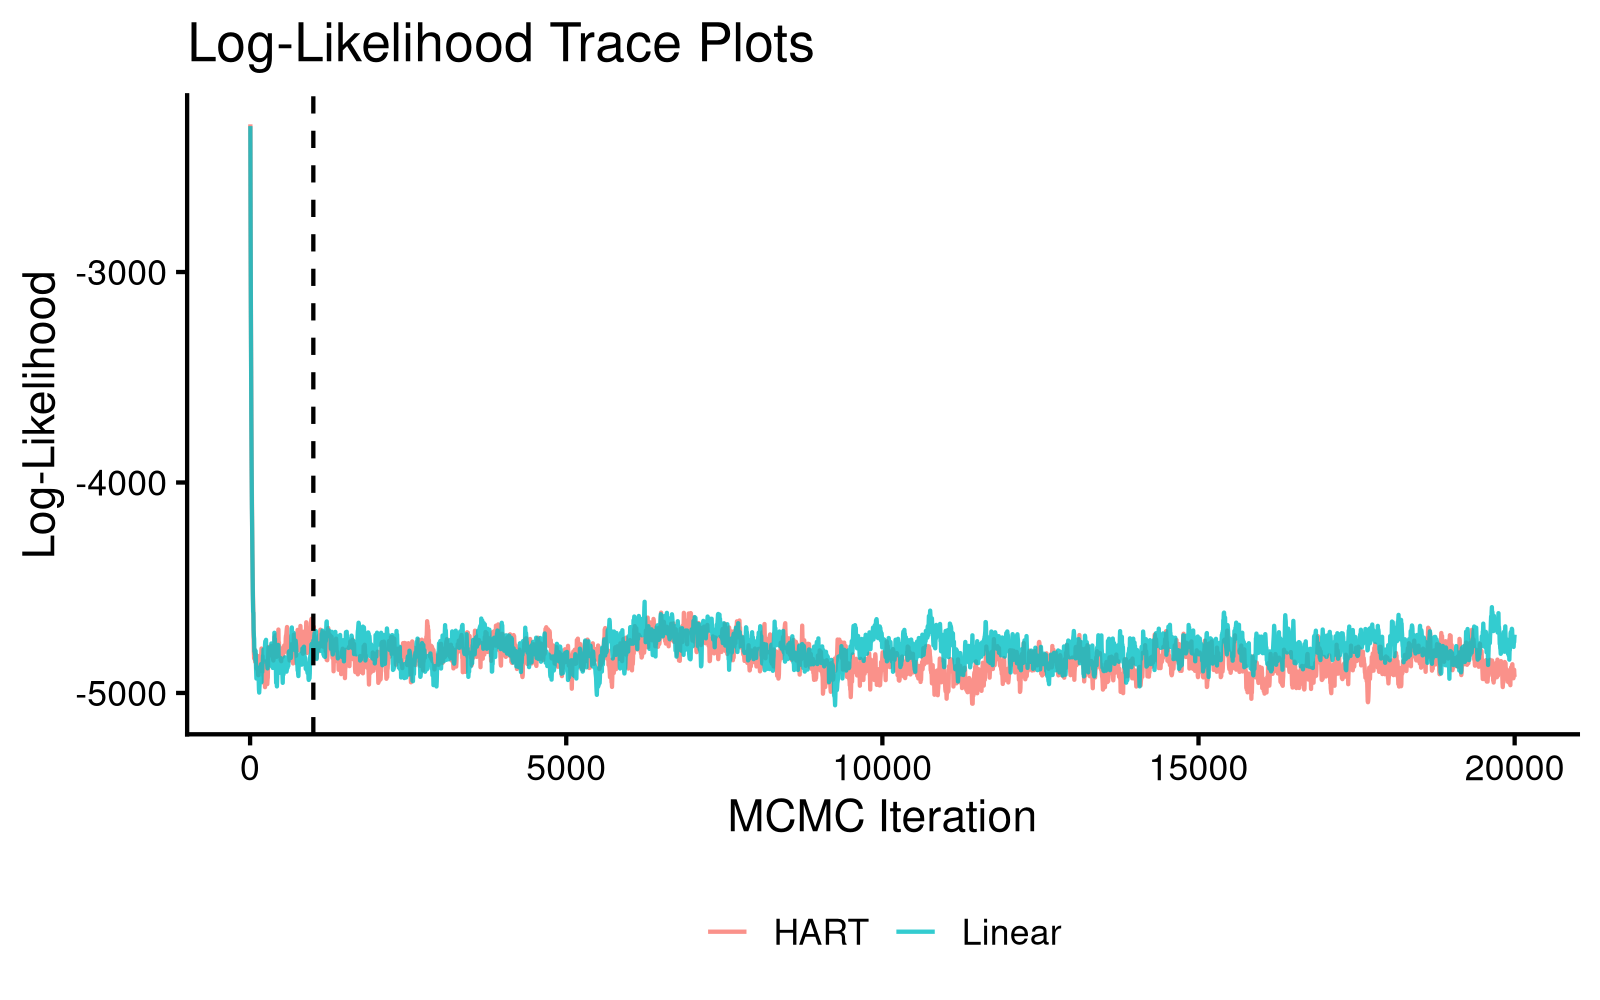 Log-Likelihood Trace Plots
Log-Likelihood
-3000
-4000
-5000
0 5000 10000 15000 20000
MCMC Iteration
HART Linear